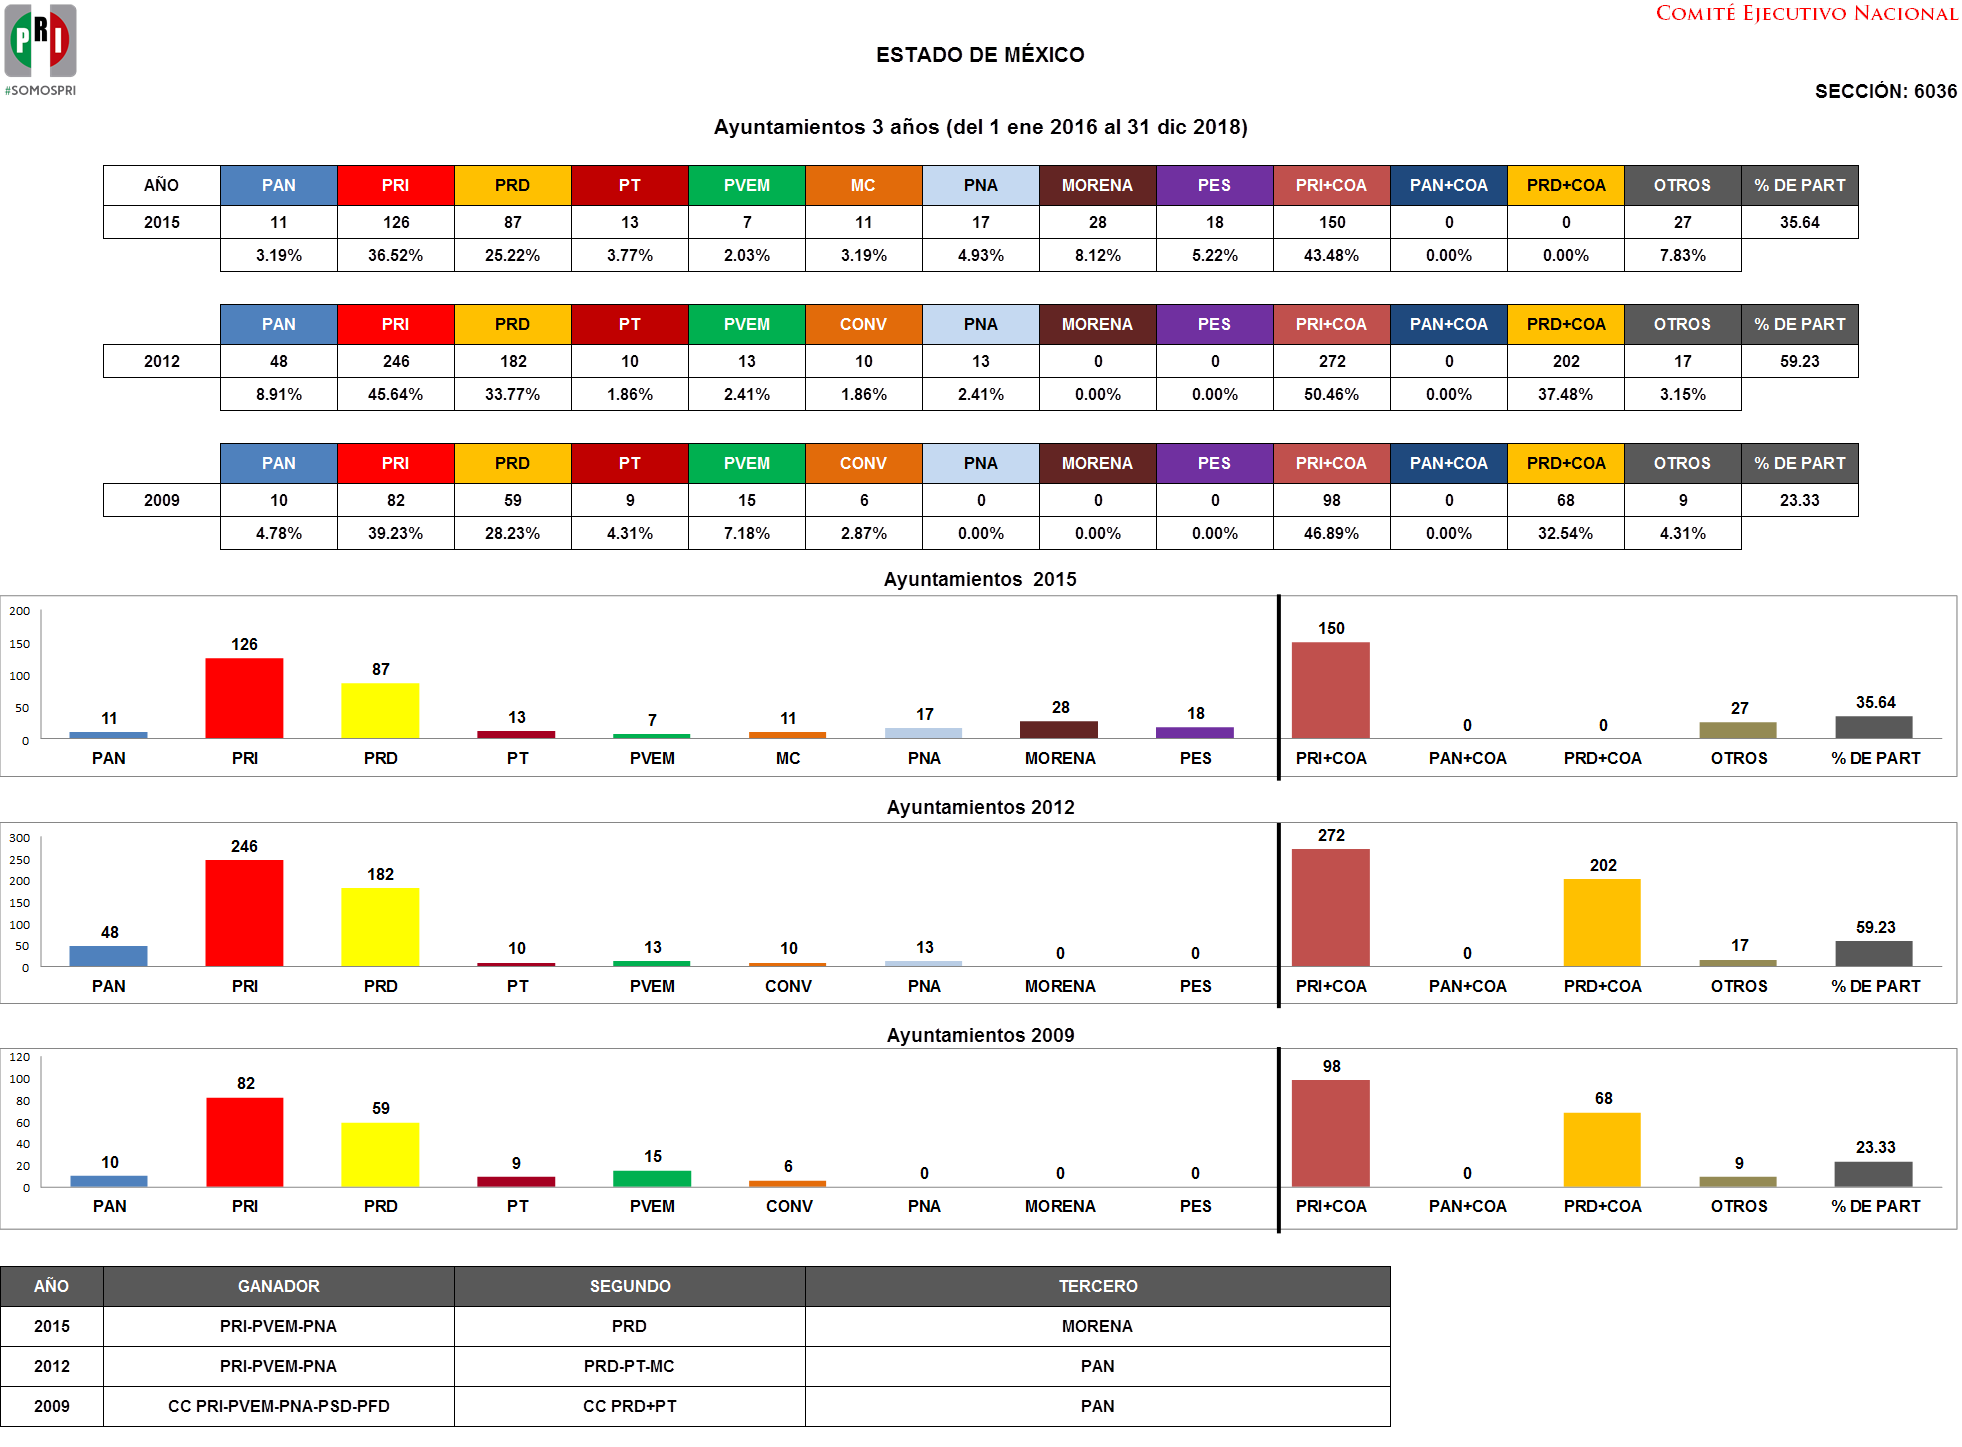 PRI
#SOMOSPRI
COMITÉ EJECUTIVO NACIONAL
ESTADO DE MÉXICO
SECCIÓN: 6036
Ayuntamientos 3 años (del 1 ene 2016 al 31 dic 2018)
AÑO PAN PRI PRD PT PVEM MC PNA MORENA PES PRI+COA PAN+COA PRD+COA OTROS % DE PART
2015 11 126 87 13 7 11 17 28 18 150 0 0 27 35.64
3.19% 36.52% 25.22% 3.77% 2.03% 3.19% 4.93% 8.12% 5.22% 43.48% 0.00% 0.00% 7.83%
PAN PRI PRD PT PVEM CONV PNA MORENA PES PRI+COA PAN+COA PRD+COA OTROS % DE PART
2012 48 246 182 10 13 10 13 0 0 272 0 202 17 59.23
8.91% 45.64% 33.77% 1.86% 2.41% 1.86% 2.41% 0.00% 0.00% 50.46% 0.00% 37.48% 3.15%
PAN PRI PRD PT PVEM CONV PNA MORENA PES PRI+COA PAN+COA PRD+COA OTROS % DE PART
2009 10 82 59 9 15 6 0 0 0 98 0 68 9 23.33
4.78% 39.23% 28.23% 4.31% 7.18% 2.87% 0.00% 0.00% 0.00% 46.89% 0.00% 32.54% 4.31%
Ayuntamientos 2015
200
150
100
50
0
11 126 87 13 7 11 17 28 18 150 0 0 27 35.64
PAN PRI PRD PT PVEM MC PNA MORENA PES PRI+COA PAN+COA PRD+COA OTROS % DE PART
Ayuntamientos 2012
300
250
200
150
100
50
0
48 246 182 10 13 10 13 0 0 272 0 202 17 59.23
PAN PRI PRD PT PVEM CONV PNA MORENA PES PRI+COA PAN+COA PRD+COA OTROS % DE PART
Ayuntamientos 2009
120
100
80
60
40
20
0
10 82 59 9 15 6 0 0 0 98 0 68 9 23.33
PAN PRI PRD PT PVEM CONV PNA MORENA PES PRI+COA PAN+COA PRD+COA OTROS % DE PART
AÑO GANADOR SEGUNDO TERCERO
2015 PRI-PVEM-PNA PRD MORENA
2012 PRI-PVEM-PNA PRD-PT-MC PAN
2009 CC PRI-PVEM-PNA-PSD-PFD CC PRD+PT PAN